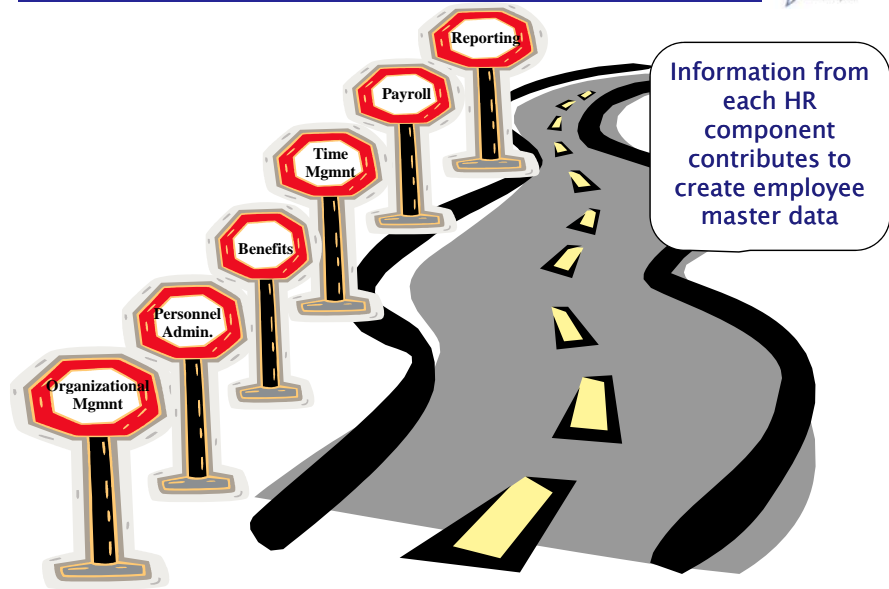 Reporting
Payroll
Time
Mgmnt
Benefits
Personnel
Admin.
Organizational
Mgmnt
Information from
each HR
component
contributes to
create employee
master data